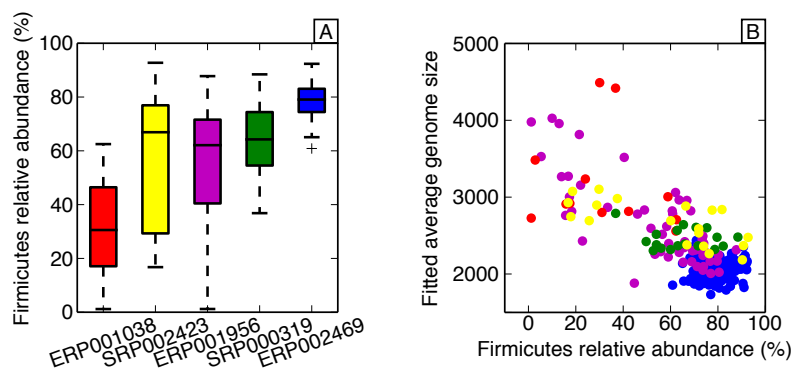 A
Firmicutes relative abundance (%)
100
80
60
40
20
0
ERP001038
SRP002423
ERP001956
SRP000319
ERP002469
B
Fitted average genome size
5000
4000
3000
2000
0 20 40 60 80 100
Firmicutes relative abundance (%)